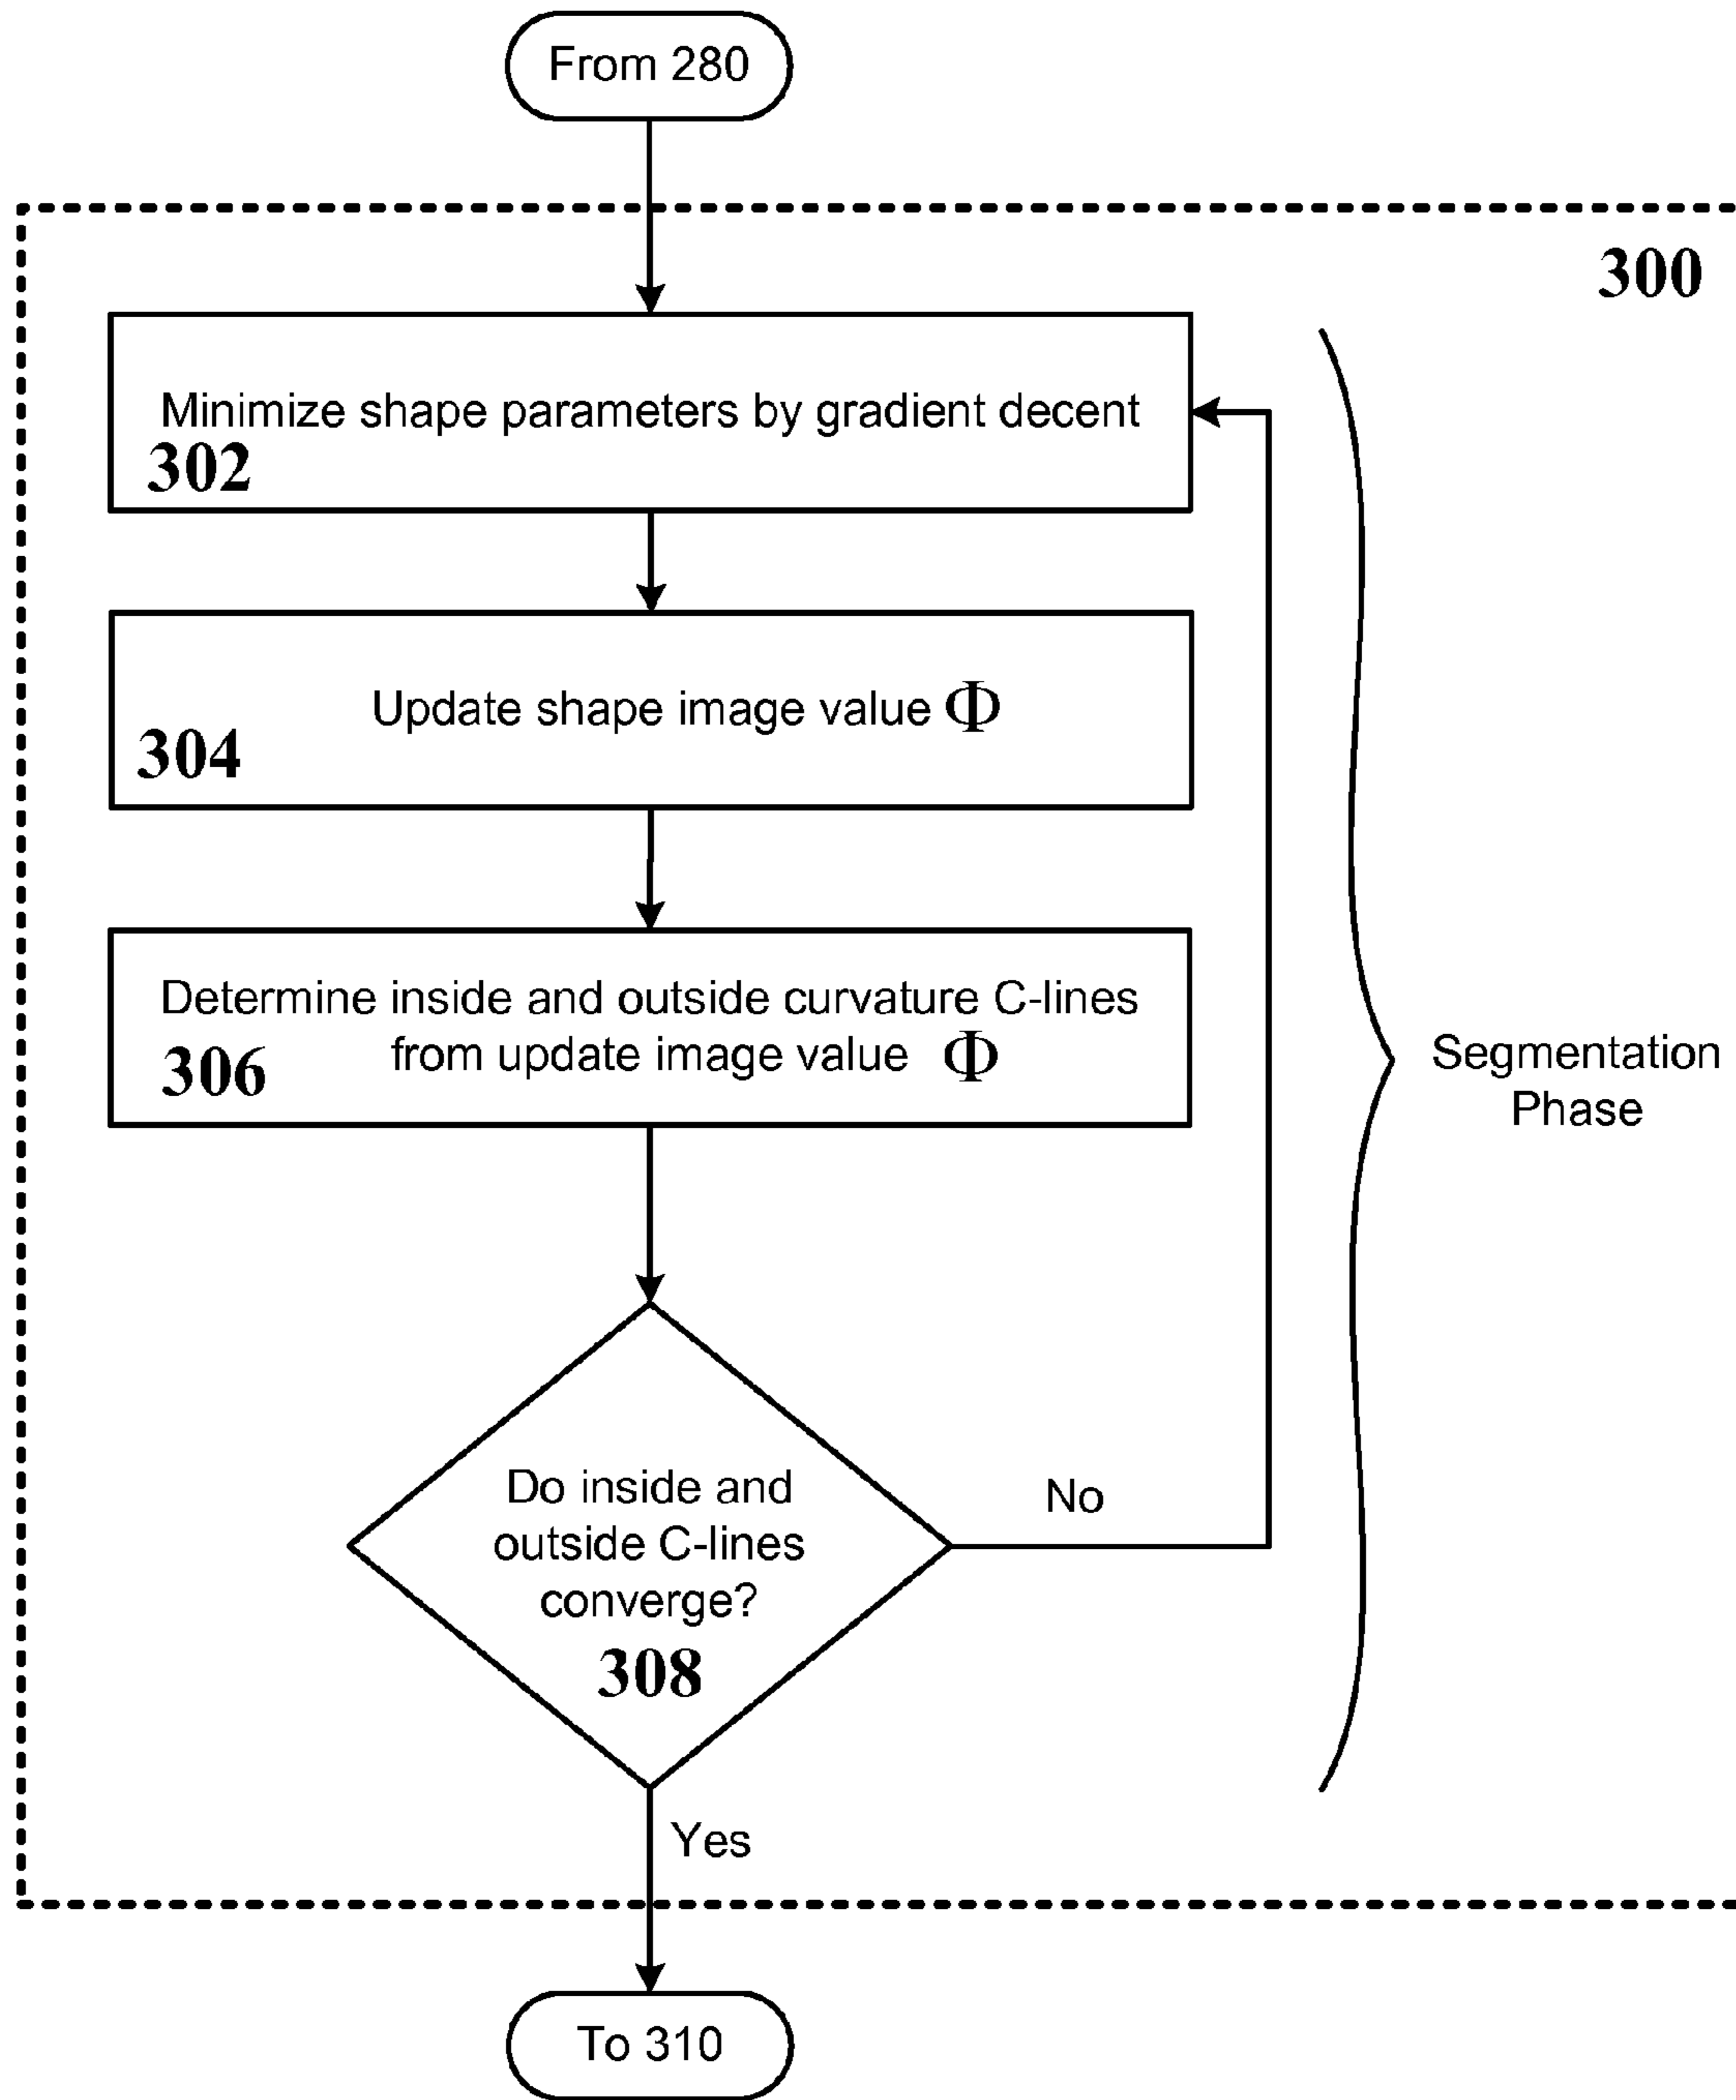 From 280
300
Minimize shape parameters by gradient decent
302
Update shape image value Φ
304
Determine inside and outside curvature C-lines
from update image value Φ
306
Segmentation
Phase
Do inside and
outside C-lines
converge?
308
No
Yes
To 310